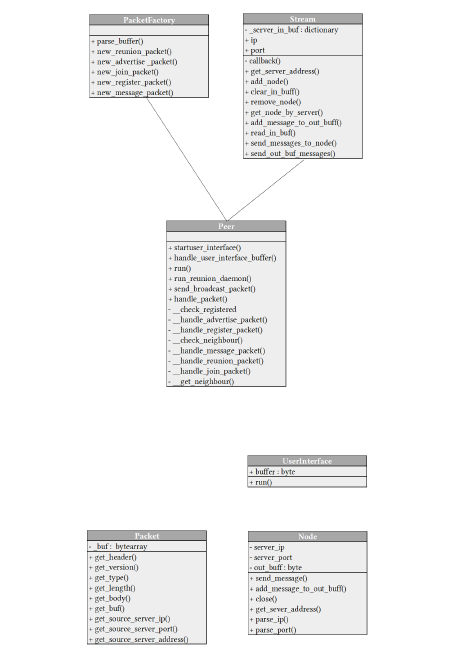 PacketFactory
+ parse_buffer()
+ new_reunion_packet()
+ new_advertise _packet()
+ new_join_packet()
+ new_register_packet()
+ new_message_packet()
Stream
- _server_in_buf : dictionary
+ ip
+ port
- callback()
+ get_server_address()
+ add_node()
+ clear_in_buff()
+ remove_node()
+ get_node_by_server()
+ add_message_to_out_buff()
+ read_in_buf()
+ send_messages_to_node()
+ send_out_buf_messages()
Peer
+ startuser_interface()
+ handle_user_interface_buffer()
+ run()
+ run_reunion_daemon()
+ send_broadcast_packet()
+ handle_packet()
- __check_registered
- __handle_advertise_packet()
- __handle_register_packet()
- __check_neighbour()
- __handle_message_packet()
- __handle_reunion_packet()
- __handle_join_packet()
- __get_neighbour()
UserInterface
+ buffer : byte
+ run()
Packet
- _buf : bytearray
+ get_header()
+ get_version()
+ get_type()
+ get_length()
+ get_body()
+ get_buf()
+ get_source_server_ip()
+ get_source_server_port()
+ get_source_server_address()
Node
- server_ip
- server_port
- out_buff : byte
+ send_message()
+ add_message_to_out_buff()
+ close()
+ get_sever_address()
+ parse_ip()
+ parse_port()